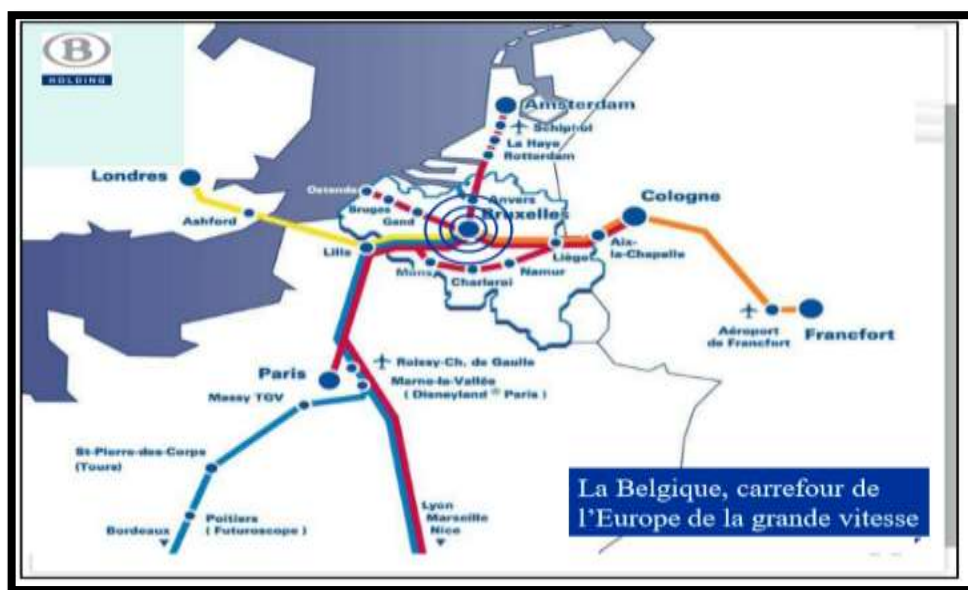 B
HOLDING
Amsterdam
Schiphol
La Haye
Rotterdam
Londres
Ashford
Ostende
Bruges
Gand
Anvers
Bruxelles
Cologne
Lille
Mons
Charleroi
Namur
Liège
Aix-
la-Chapelle
Aéroport
de Francfort
Francfort
Paris
Roissy-Ch. de Gaulle
Marne-la-Vallée
( Disneyland ® Paris )
Massy TGV
St-Pierre-des-Corps
(Tours)
Bordeaux
Poitiers
( Futuroscope )
Lyon
Marseille
Nice
La Belgique, carrefour de
l'Europe de la grande vitesse